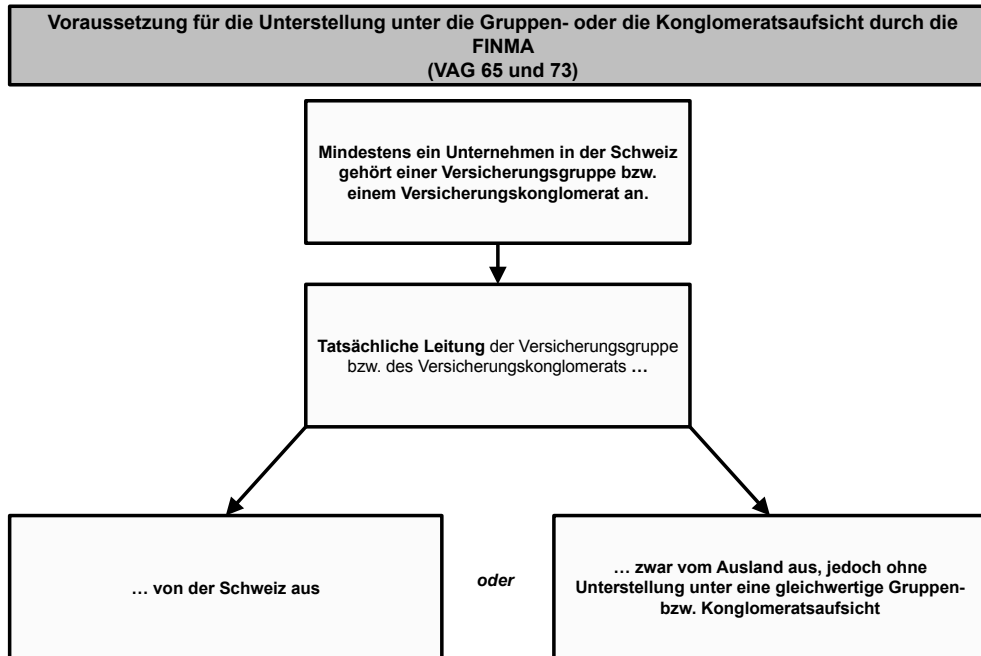 Voraussetzung für die Unterstellung unter die Gruppen- oder die Konglomeratsaufsicht durch die
FINMA
(VAG 65 und 73)
Mindestens ein Unternehmen in der Schweiz
gehört einer Versicherungsgruppe bzw.
einem Versicherungskonglomerat an.
Tatsächliche Leitung der Versicherungsgruppe
bzw. des Versicherungskonglomerats …
… von der Schweiz aus
oder
… zwar vom Ausland aus, jedoch ohne
Unterstellung unter eine gleichwertige Gruppen-
bzw. Konglomeratsaufsicht